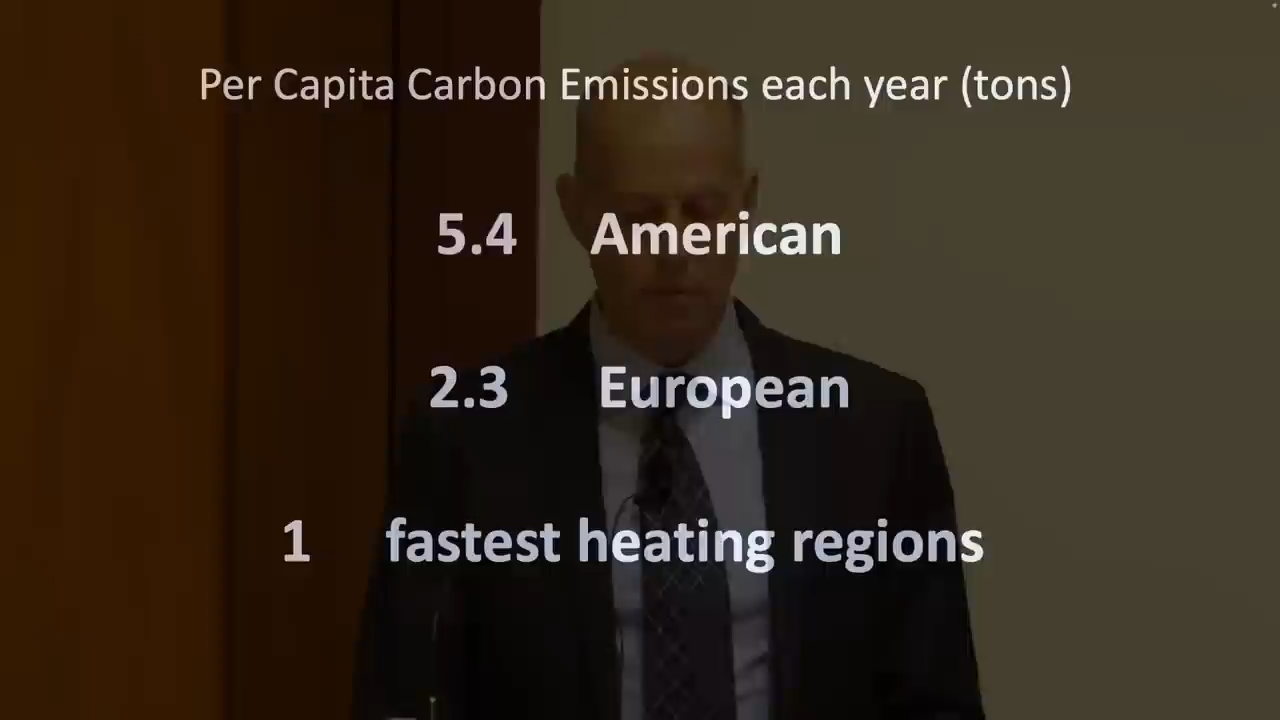 Per Capita Carbon Emissions each year (tons)
5.4 American
2.3 European
1 fastest heating regions